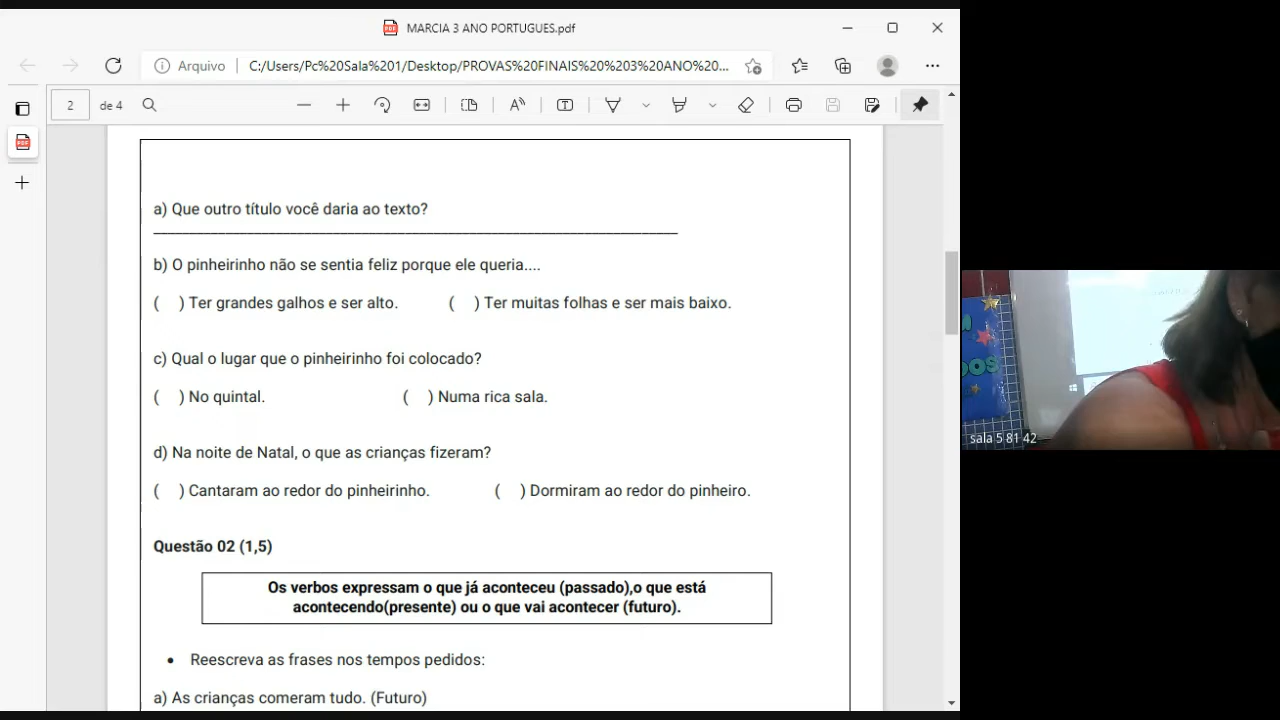 MARCIA 3 ANO PORTUGUES.pdf
Arquivo C:/Users/Pc%20Sala%201/Desktop/PROVAS%20FINAIS%20%203%20ANO%20...
2 de 4
a) Que outro título você daria ao texto?
b) O pinheirinho não se sentia feliz porque ele queria....
( ) Ter grandes galhos e ser alto. ( ) Ter muitas folhas e ser mais baixo.
c) Qual o lugar que o pinheirinho foi colocado?
( ) No quintal. ( ) Numa rica sala.
d) Na noite de Natal, o que as crianças fizeram?
( ) Cantaram ao redor do pinheirinho. ( ) Dormiram ao redor do pinheiro.
Questão 02 (1,5)
Os verbos expressam o que já aconteceu (passado),o que está
acontecendo(presente) ou o que vai acontecer (futuro).
• Reescreva as frases nos tempos pedidos:
a) As crianças comeram tudo. (Futuro)
sala 5 81 42